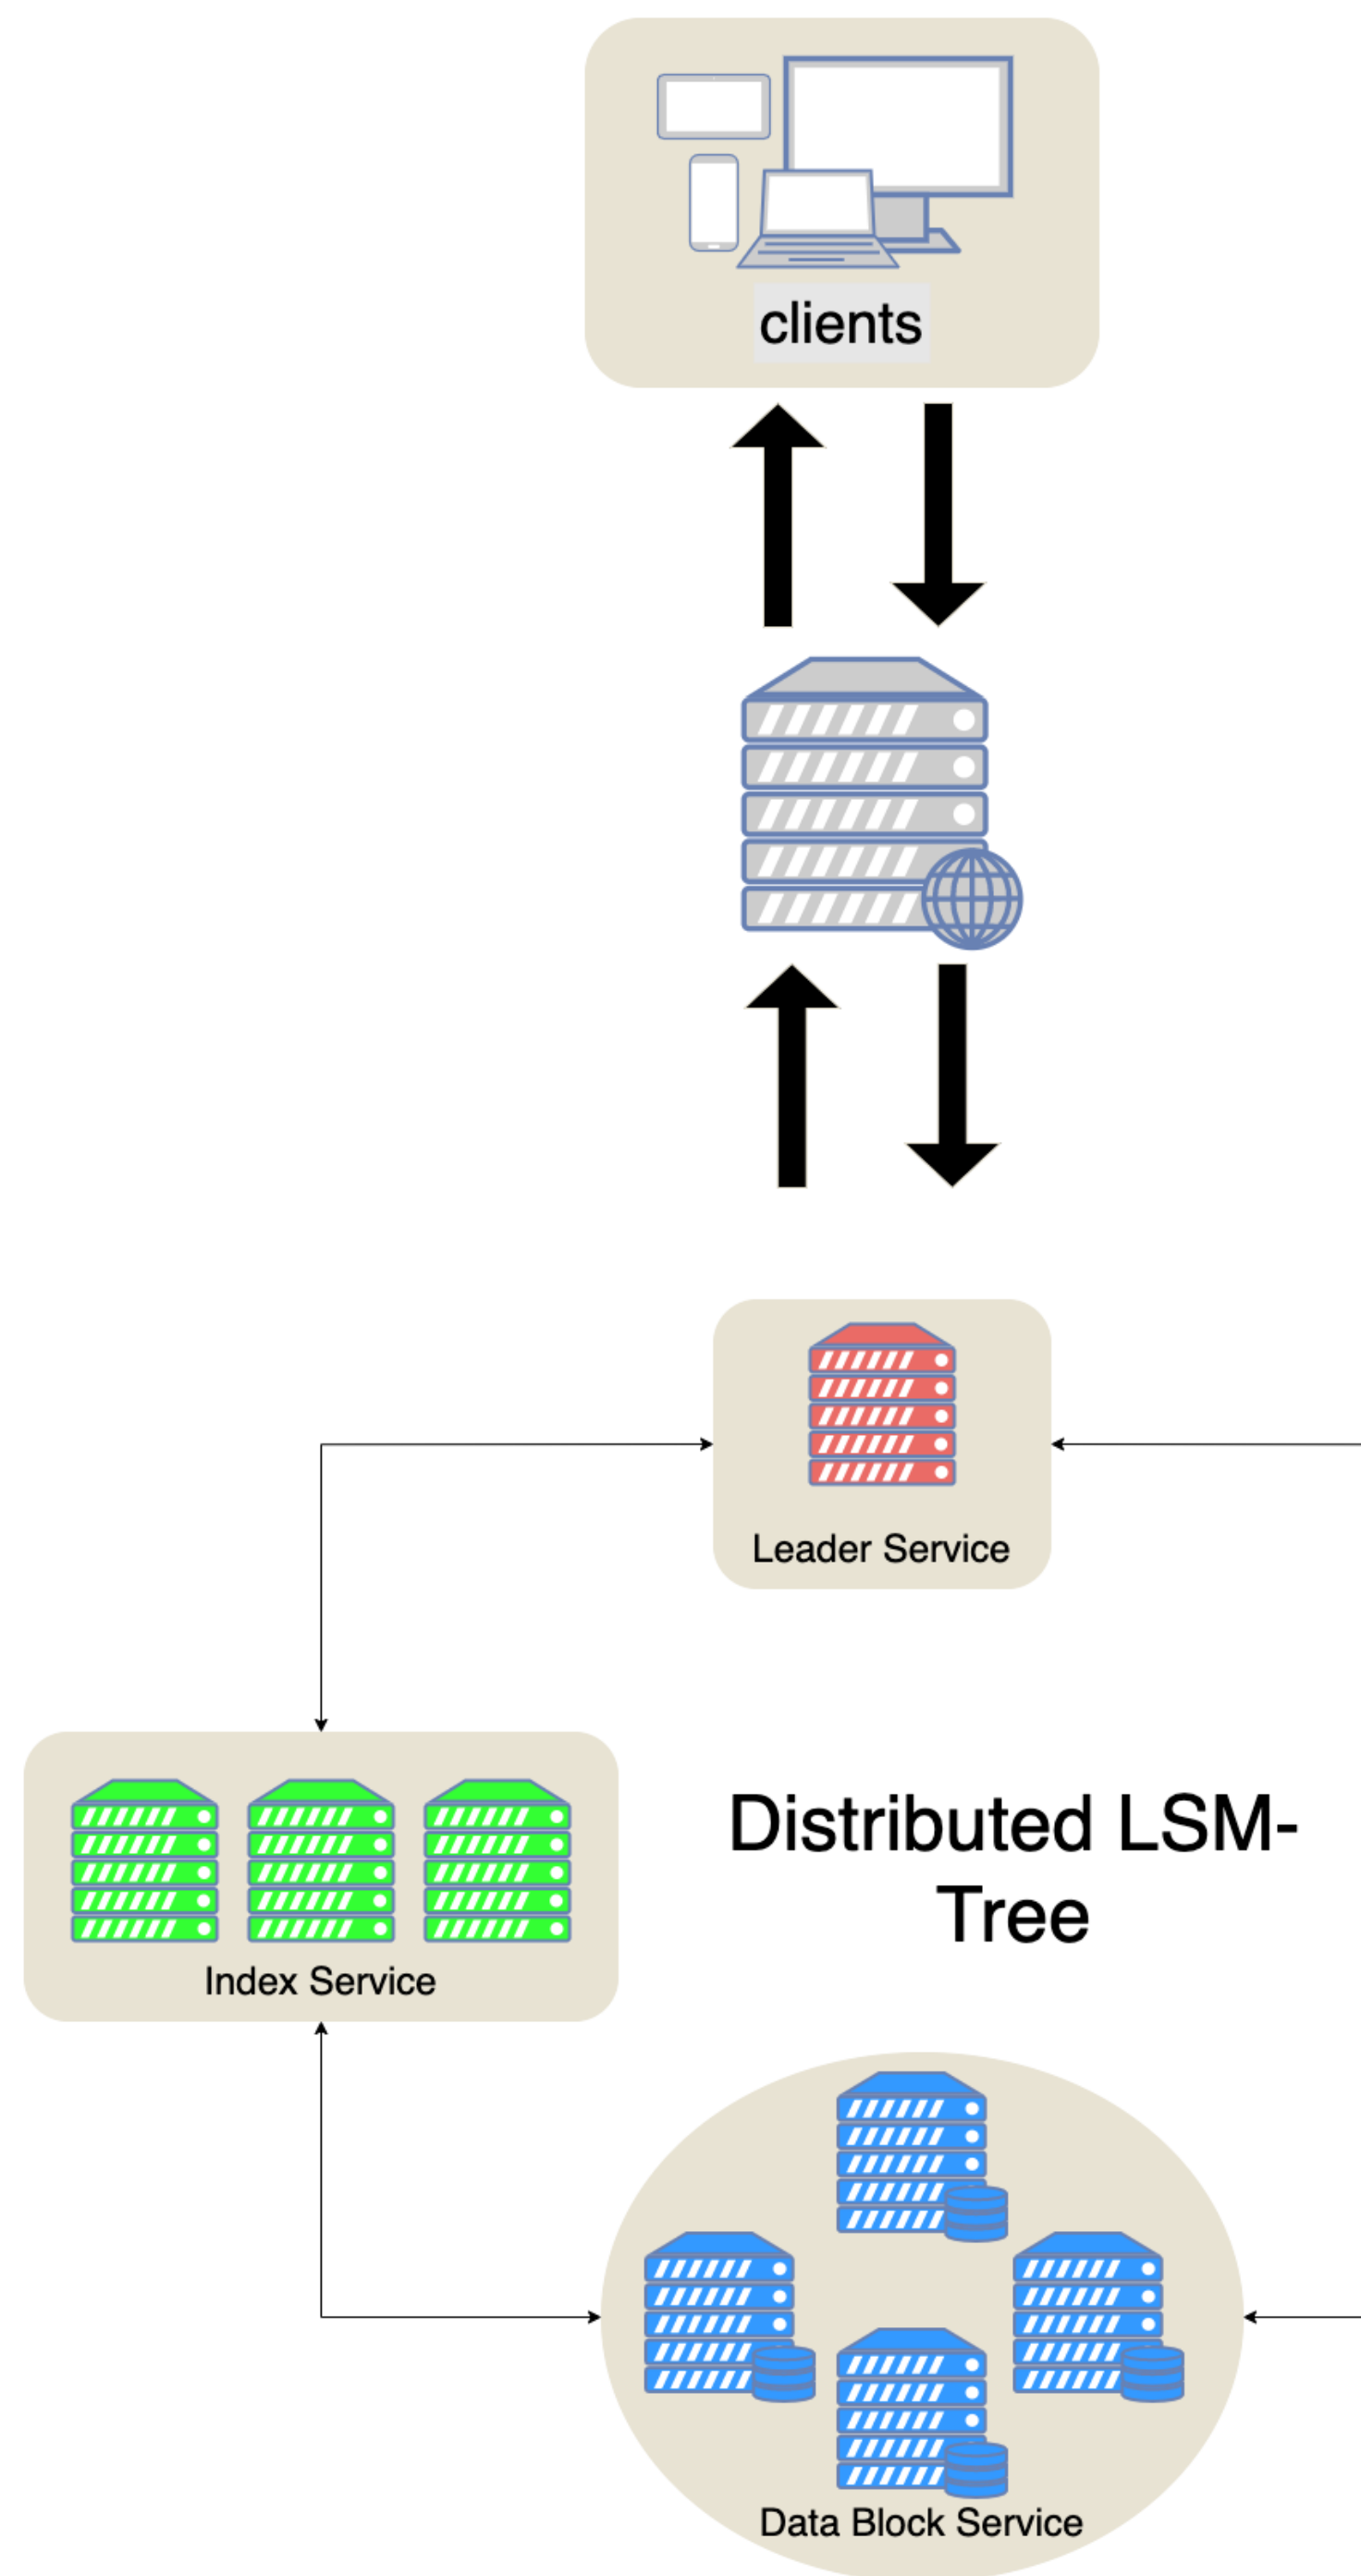 clients
Leader Service
Distributed LSM-
Tree
Index Service
Data Block Service